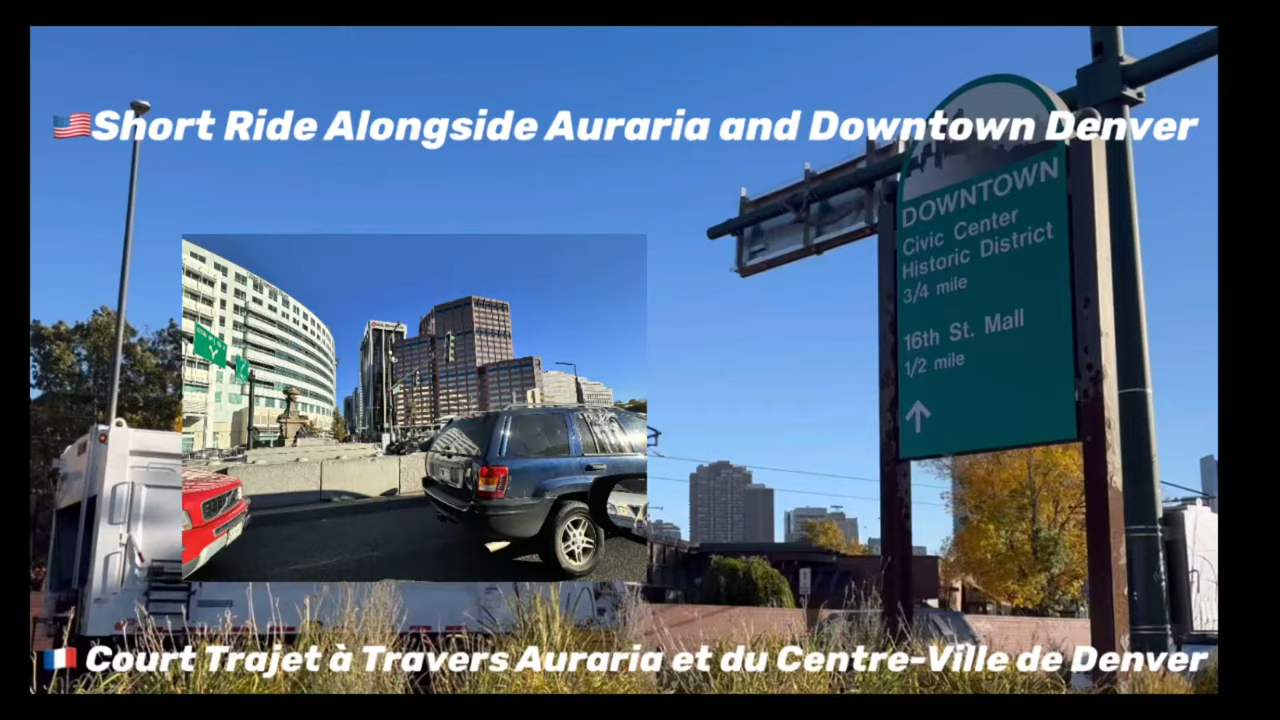 🇺🇸Short Ride Alongside Auraria and Downtown Denver
DOWNTOWN
Civic Center
Historic District
3/4 mile
16th St. Mall
1/2 mile
↑
🇫🇷 Court Trajet à Travers Auraria et du Centre-Ville de Denver